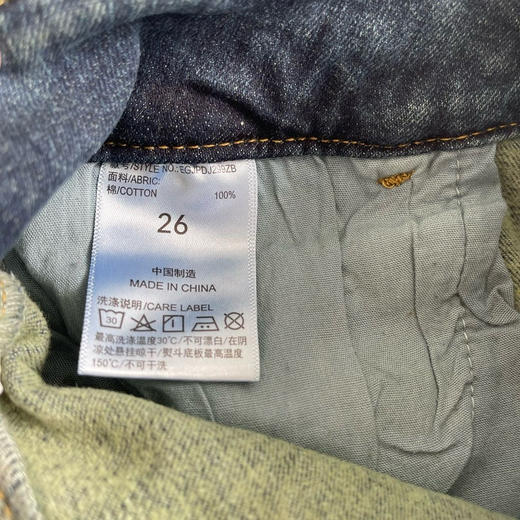 款号/STYLE NO.:EGJPDJ299ZB
面料/ABRIC:
棉/COTTON 100%
26
中国制造
MADE IN CHINA
洗涤说明/CARE LABEL
30
最高洗涤温度30℃/不可漂白/在阴
凉处悬挂晾干/熨斗底板最高温度
150℃/不可干洗